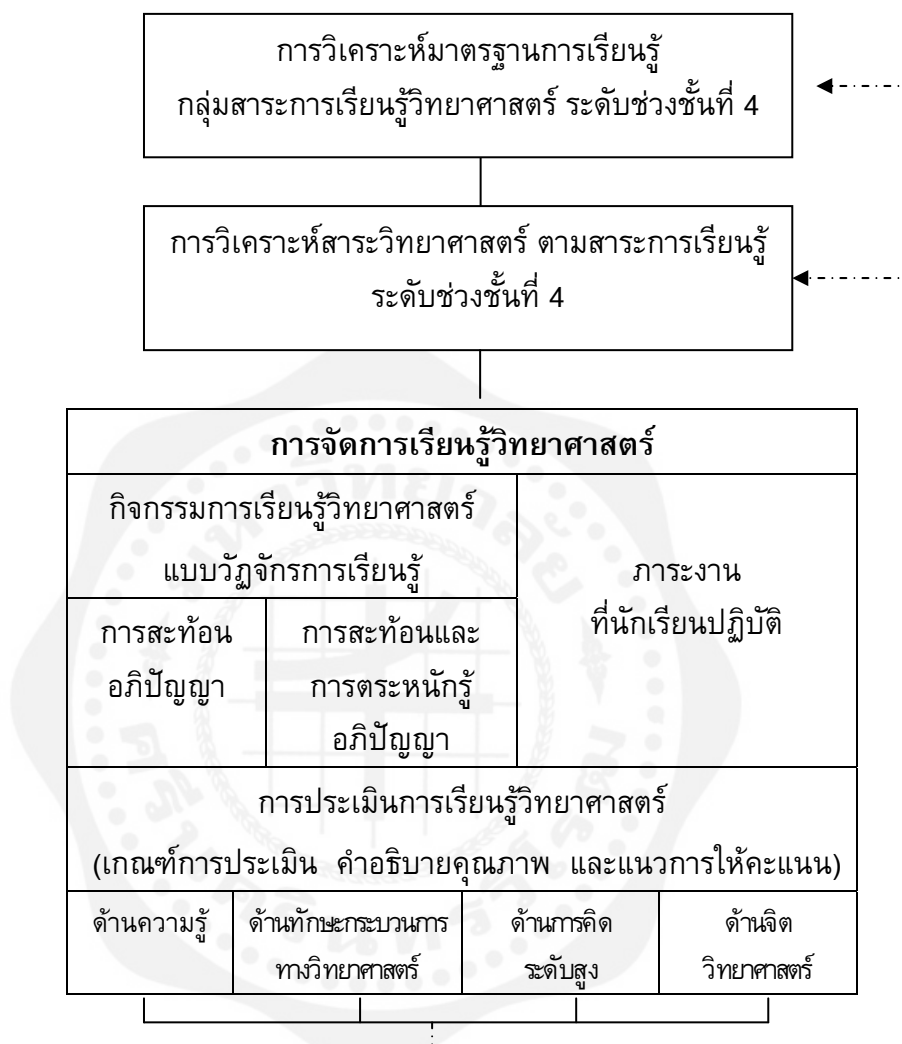 การวิเคราะห์มาตรฐานการเรียนรู้
กลุ่มสาระการเรียนรู้วิทยาศาสตร์ ระดับช่วงชั้นที่ 4
การวิเคราะห์สาระวิทยาศาสตร์ ตามสาระการเรียนรู้
ระดับช่วงชั้นที่ 4
การจัดการเรียนรู้วิทยาศาสตร์
กิจกรรมการเรียนรู้วิทยาศาสตร์
แบบวัฏจักรการเรียนรู้
ภาระงาน
ที่นักเรียนปฏิบัติ
การสะท้อน
อภิปัญญา
การสะท้อนและ
การตระหนักรู้
อภิปัญญา
การประเมินการเรียนรู้วิทยาศาสตร์
(เกณฑ์การประเมิน คำอธิบายคุณภาพ และแนวการให้คะแนน)
ด้านความรู้
ด้านทักษะกระบวนการ
ทางวิทยาศาสตร์
ด้านการคิด
ระดับสูง
ด้านจิต
วิทยาศาสตร์